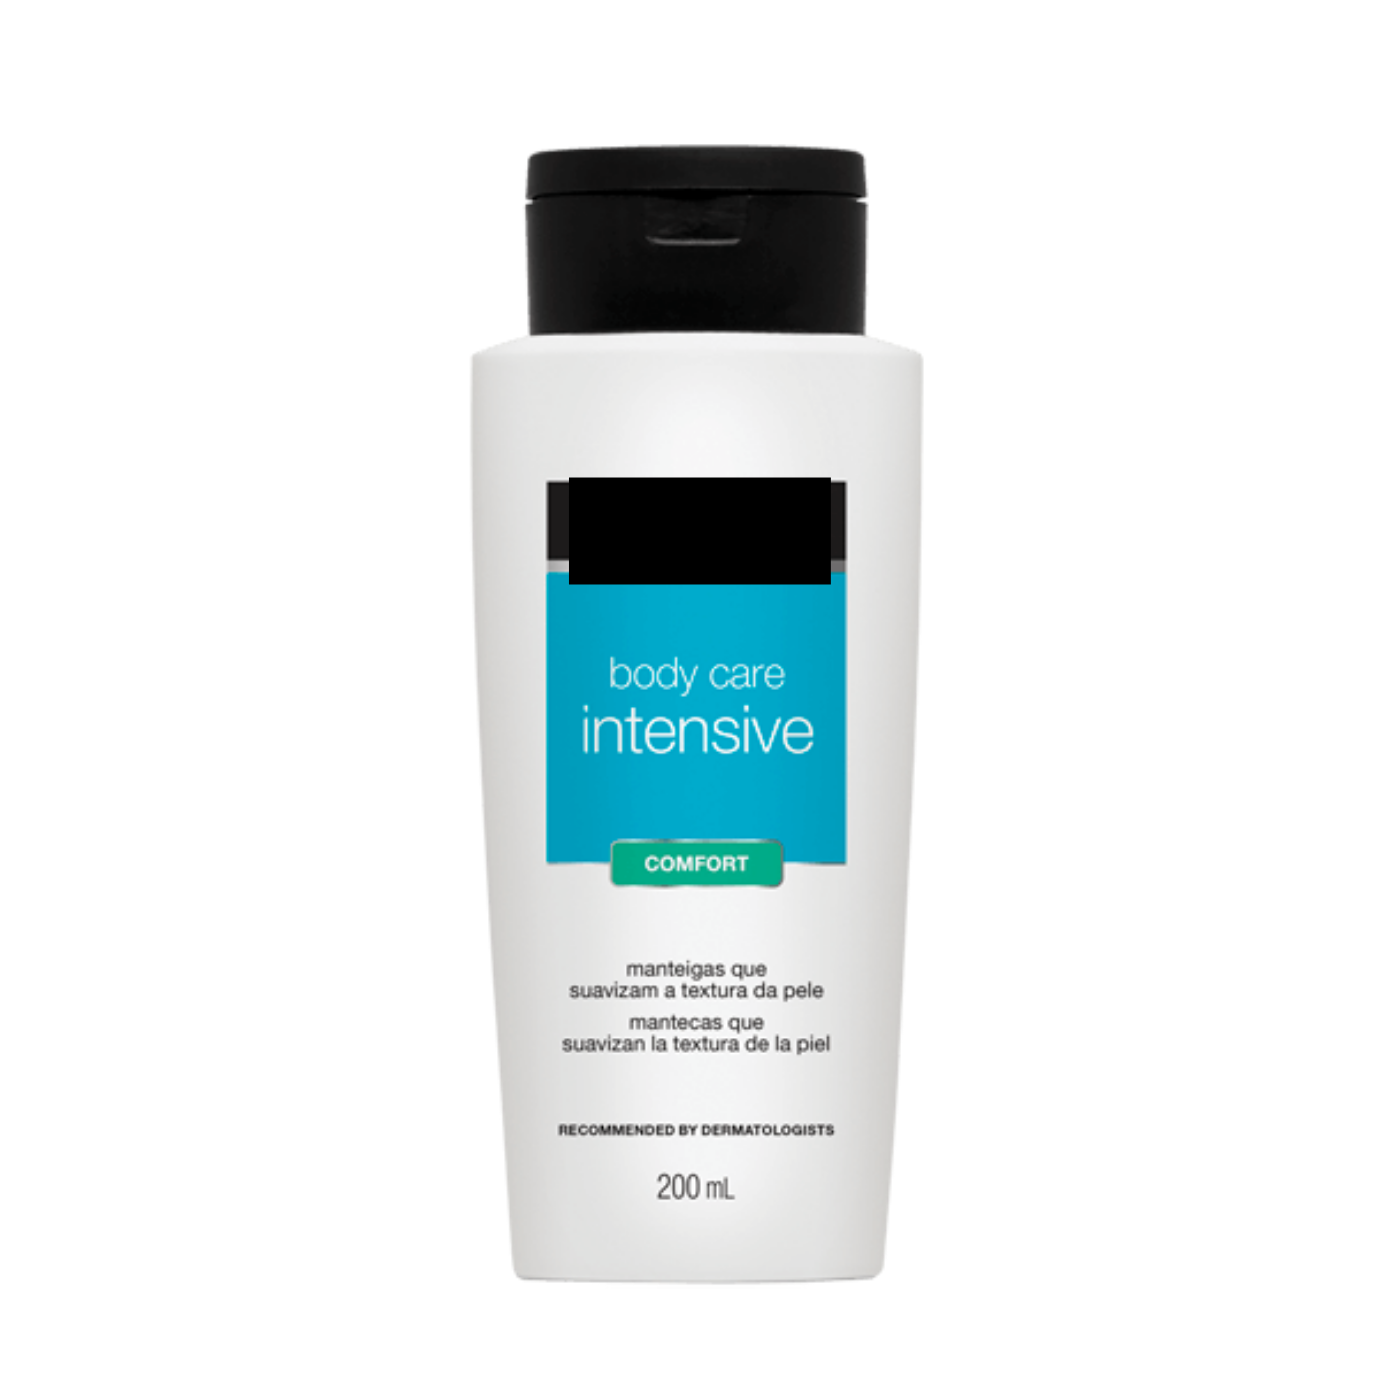 body care
intensive
COMFORT
manteigas que
suavizam a textura da pele
mantecas que
suavizan la textura de la piel
RECOMMENDED BY DERMATOLOGISTS
200 mL